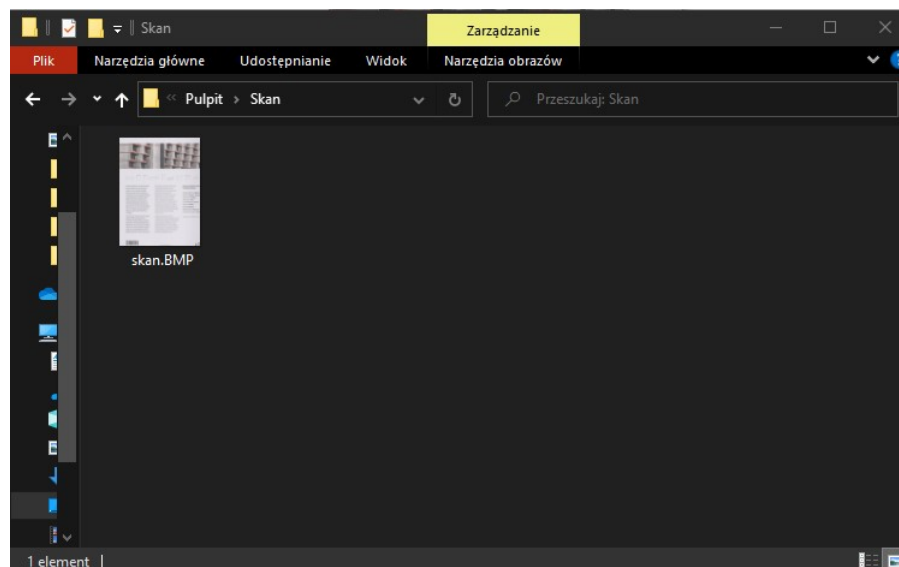 Skan
Zarządzanie
Plik
Narzędzia główne
Udostępnianie
Widok
Narzędzia obrazów
« Pulpit › Skan
Przeszukaj: Skan
skan.BMP
1 element